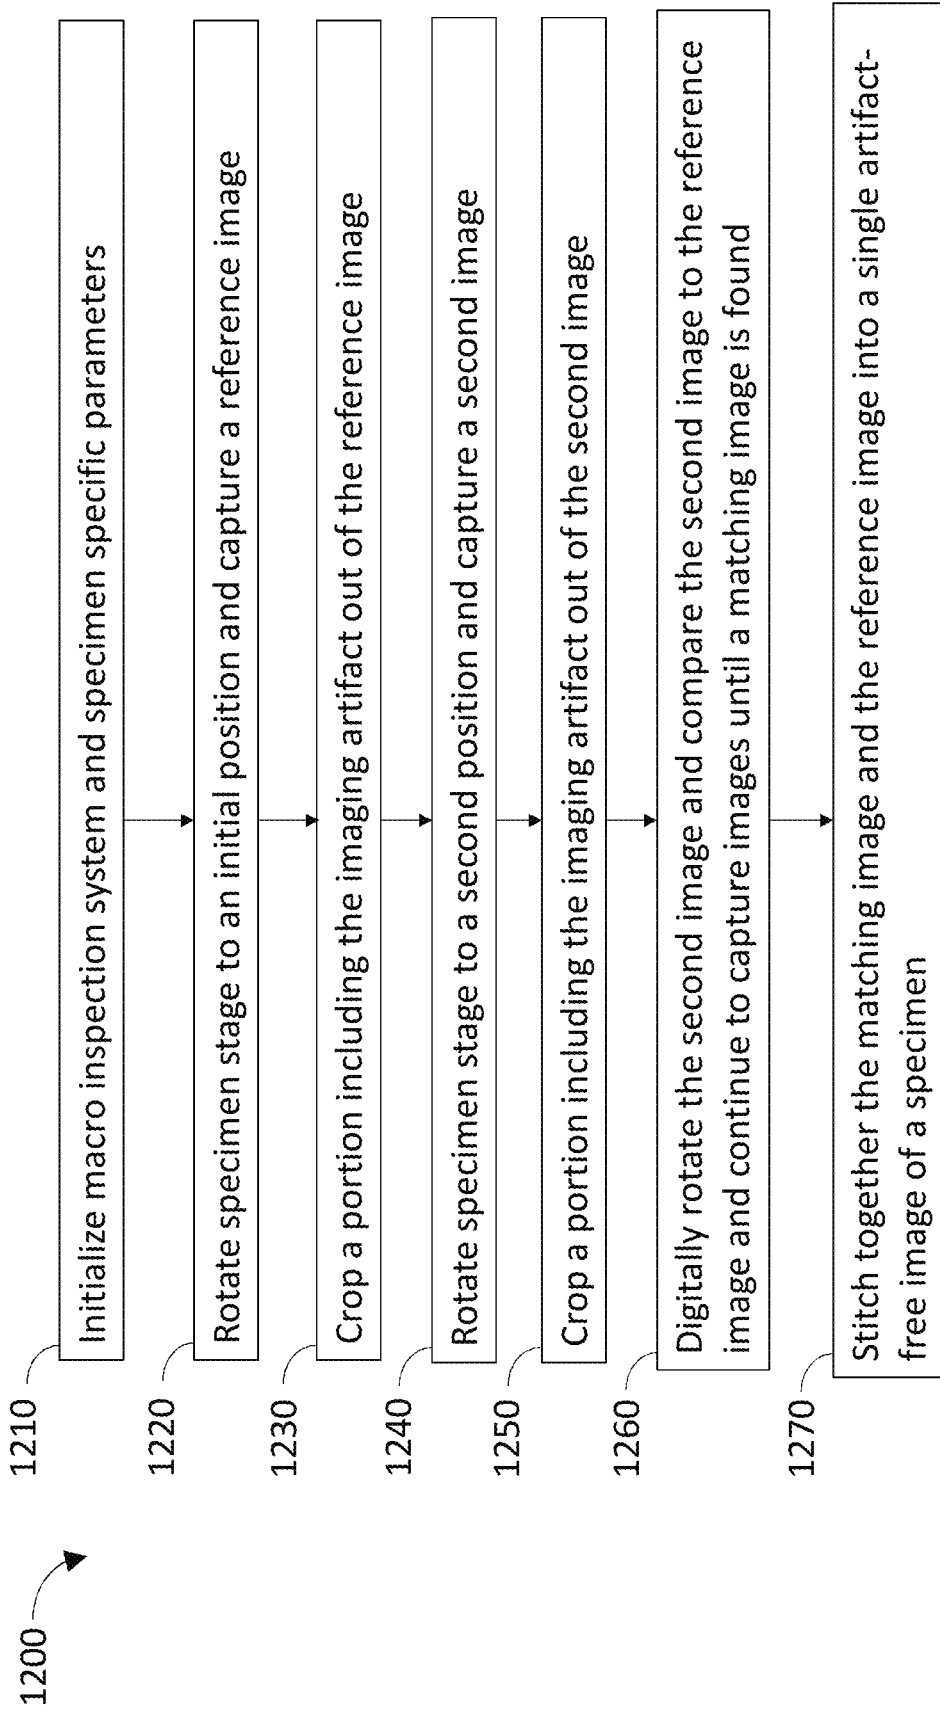 1200
1210
Initialize macro inspection system and specimen specific parameters
1220
Rotate specimen stage to an initial position and capture a reference image
1230
Crop a portion including the imaging artifact out of the reference image
1240
Rotate specimen stage to a second position and capture a second image
1250
Crop a portion including the imaging artifact out of the second image
1260
Digitally rotate the second image and compare the second image to the reference
image and continue to capture images until a matching image is found
1270
Stitch together the matching image and the reference image into a single artifact-
free image of a specimen